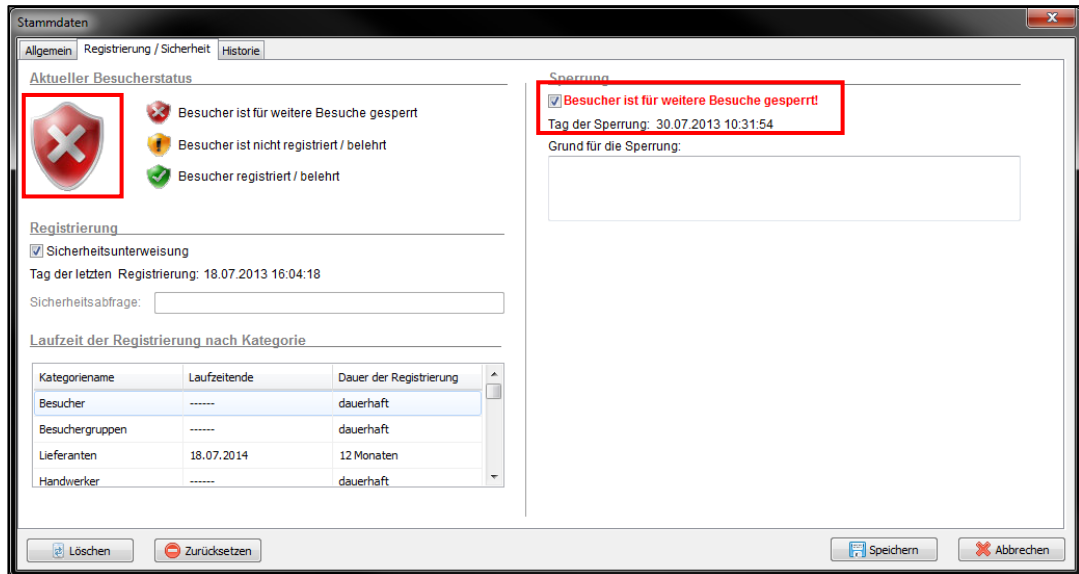 Stammdaten
Allgemein Registrierung / Sicherheit Historie
Aktueller Besucherstatus
Besucher ist für weitere Besuche gesperrt
Besucher ist nicht registriert / belehrt
Besucher registriert / belehrt
Registrierung
Sicherheitsunterweisung
Tag der letzten Registrierung: 18.07.2013 16:04:18
Sicherheitsabfrage:
Laufzeit der Registrierung nach Kategorie
Kategoriename Laufzeitende Dauer der Registrierung
Besucher ------ dauerhaft
Besuchergruppen ------ dauerhaft
Lieferanten 18.07.2014 12 Monaten
Handwerker ------ dauerhaft
Sperrung
Besucher ist für weitere Besuche gesperrt!
Tag der Sperrung: 30.07.2013 10:31:54
Grund für die Sperrung:
Löschen Zurücksetzen Speichern Abbrechen